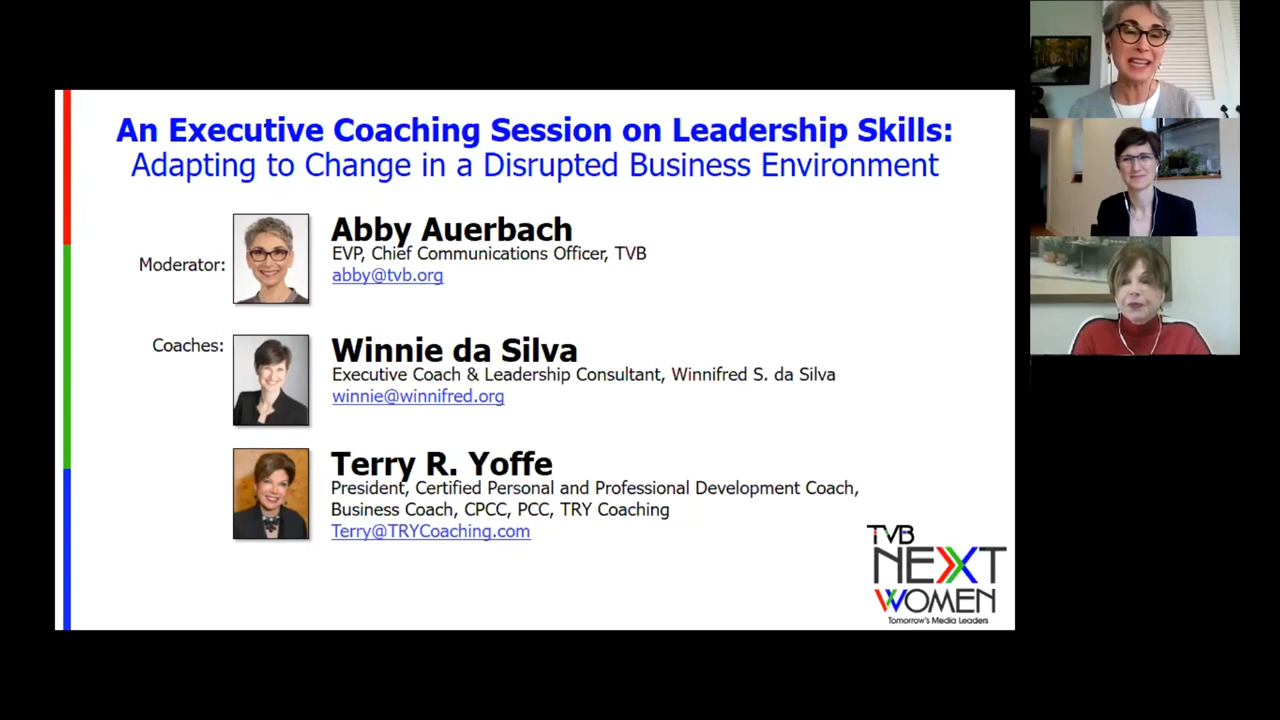 An Executive Coaching Session on Leadership Skills:
Adapting to Change in a Disrupted Business Environment
Moderator:
Abby Auerbach
EVP, Chief Communications Officer, TVB
abby@tvb.org
Coaches:
Winnie da Silva
Executive Coach & Leadership Consultant, Winnifred S. da Silva
winnie@winnifred.org
Terry R. Yoffe
President, Certified Personal and Professional Development Coach,
Business Coach, CPCC, PCC, TRY Coaching
Terry@TRYCoaching.com
TVB
NEXT
WOMEN
Tomorrow's Media Leaders